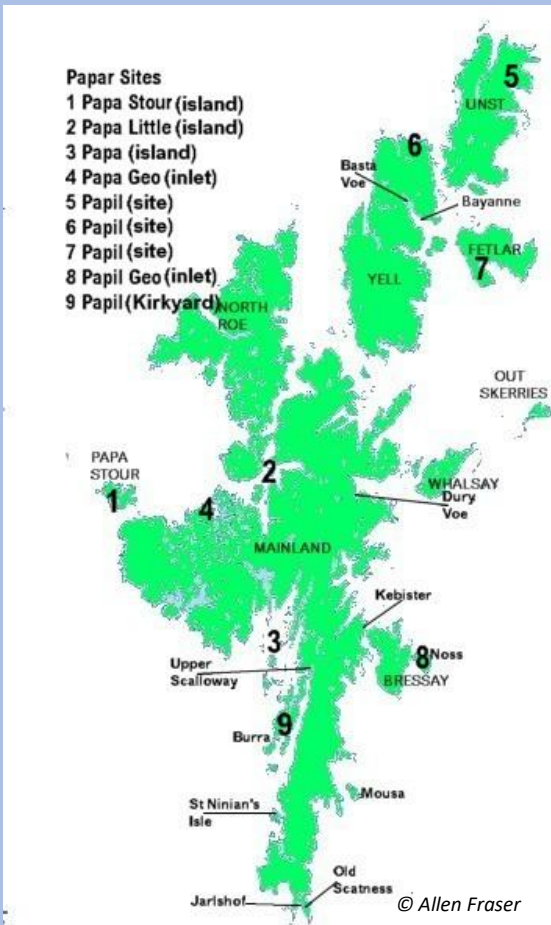 Papar Sites
1 Papa Stour (island)
2 Papa Little (island)
3 Papa (island)
4 Papa Geo (inlet)
5 Papil (site)
6 Papil (site)
7 Papil (site)
8 Papil Geo (inlet)
9 Papil (Kirkyard)
5
UNST
6
Basta
Voe
Bayanne
FETLAR
7
YELL
NORTH
ROE
OUT
SKERRIES
PAPA
STOUR
1
2
4
WHALSAY
Dury
Voe
MAINLAND
Kebister
3
Upper
Scalloway
8 Noss
BRESSAY
9
Burra
Mousa
St Ninian's
Isle
Old
Scatness
Jarlshof
© Allen Fraser